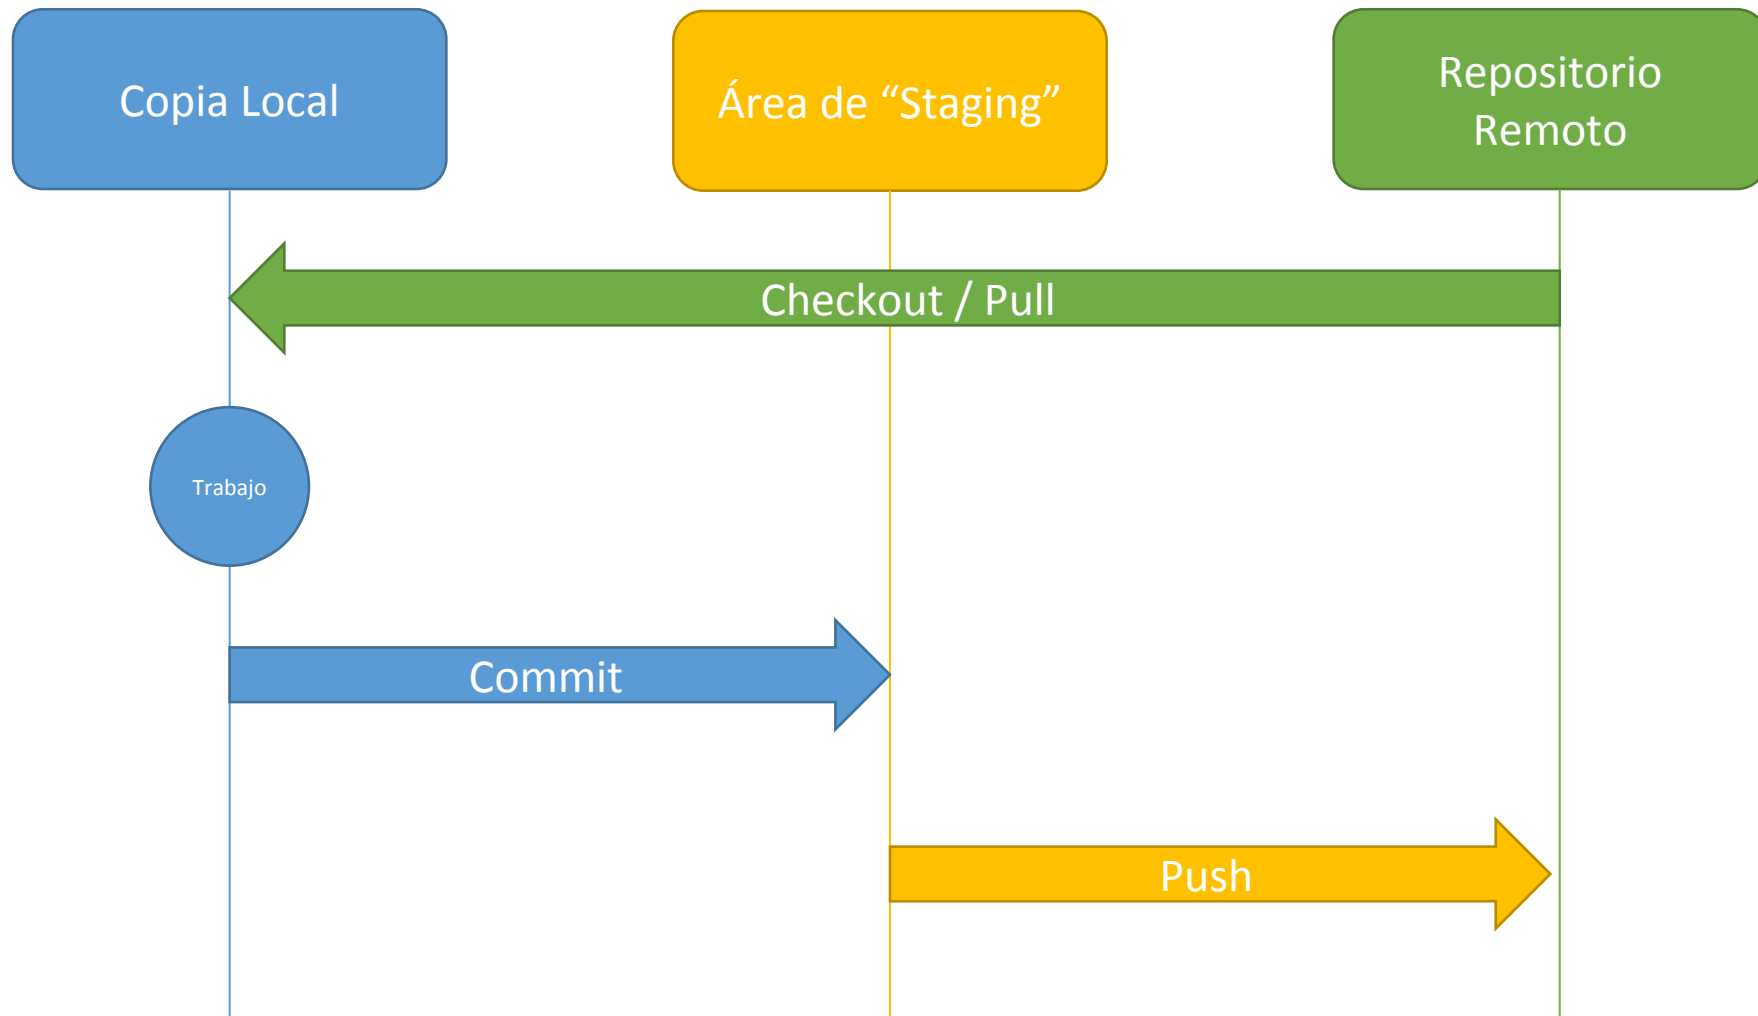 Copia Local
Área de “Staging”
Repositorio
Remoto
Checkout / Pull
Trabajo
Commit
Push